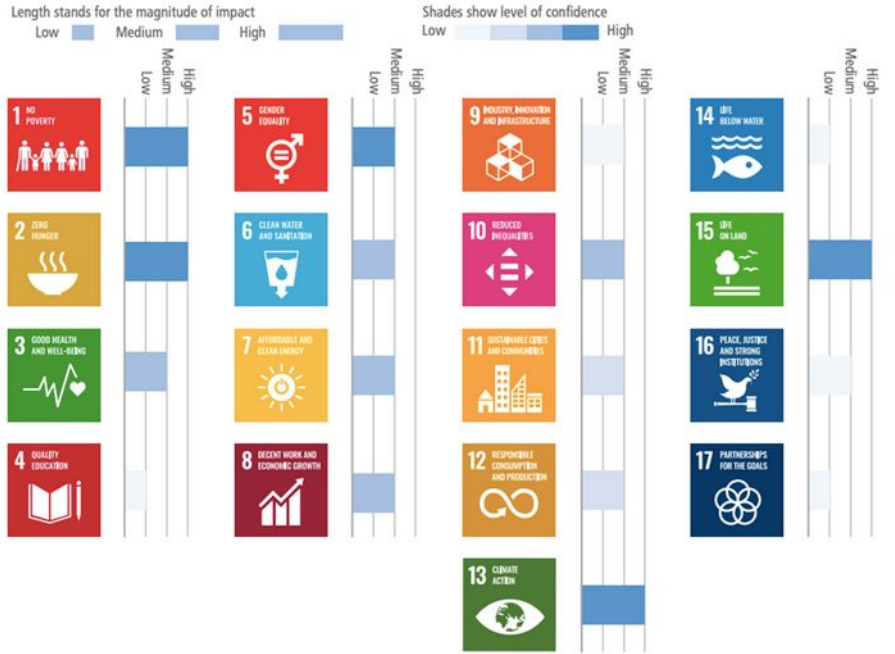 Length stands for the magnitude of impact
Low Medium High
Shades show level of confidence
Low High
Low Medium High
Low Medium High
Low Medium High
Low Medium High
1 NO
POVERTY
2 ZERO
HUNGER
3 GOOD HEALTH
AND WELL-BEING
4 QUALITY
EDUCATION
5 GENDER
EQUALITY
6 CLEAN WATER
AND SANITATION
7 AFFORDABLE AND
CLEAN ENERGY
8 DECENT WORK AND
ECONOMIC GROWTH
9 INDUSTRY, INNOVATION
AND INFRASTRUCTURE
10 REDUCED
INEQUALITIES
11 SUSTAINABLE CITIES
AND COMMUNITIES
12 RESPONSIBLE
CONSUMPTION
AND PRODUCTION
13 CLIMATE
ACTION
14 LIFE
BELOW WATER
15 LIFE
ON LAND
16 PEACE, JUSTICE
AND STRONG
INSTITUTIONS
17 PARTNERSHIPS
FOR THE GOALS